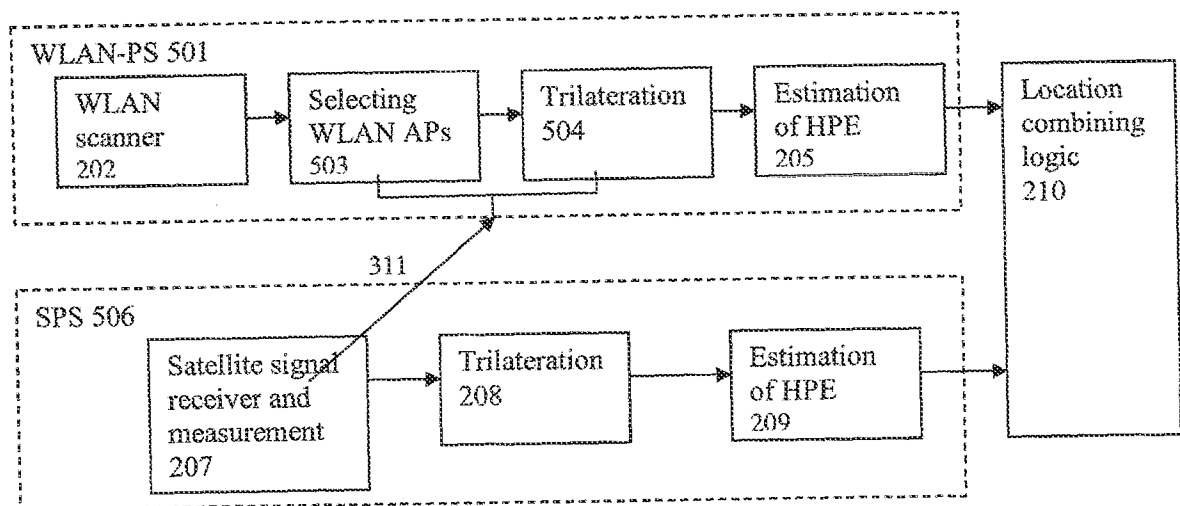 WLAN-PS 501
WLAN
scanner
202
Selecting
WLAN APs
503
Trilateration
504
Estimation
of HPE
205
Location
combining
logic
210
311
SPS 506
Satellite signal
receiver and
measurement
207
Trilateration
208
Estimation
of HPE
209